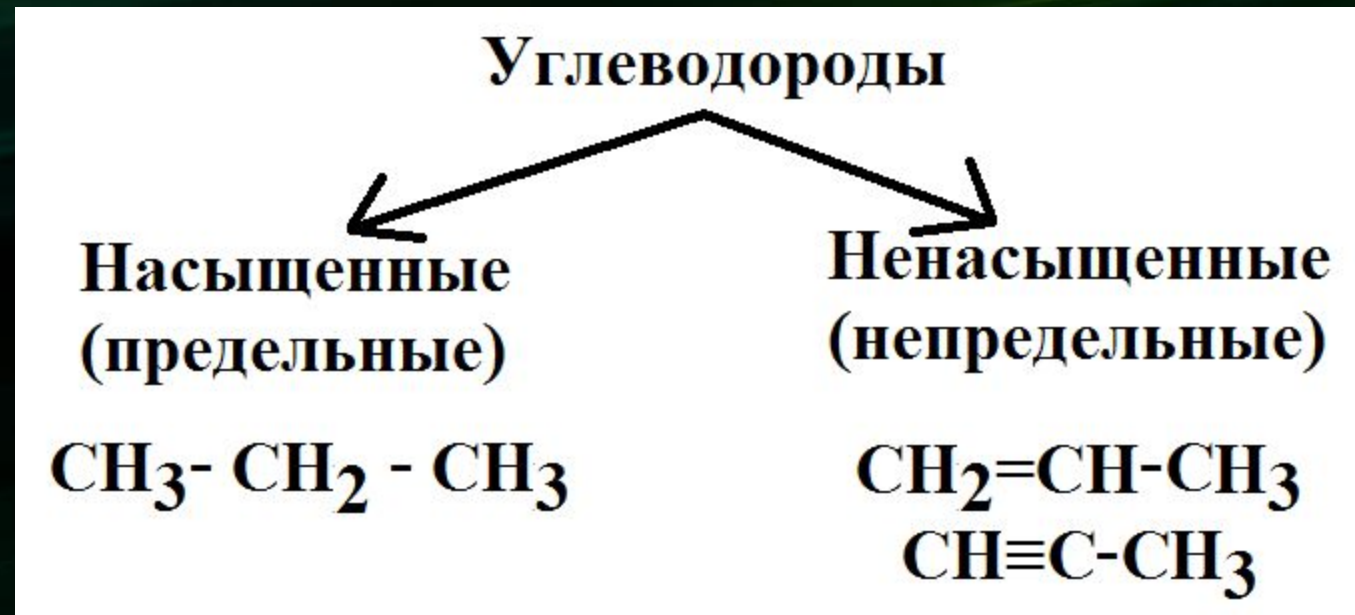 Углеводороды
Насыщенные
(предельные)
CH3- CH2 - CH3
Ненасыщенные
(непредельные)
CH2=CH-CH3
CH≡C-CH3